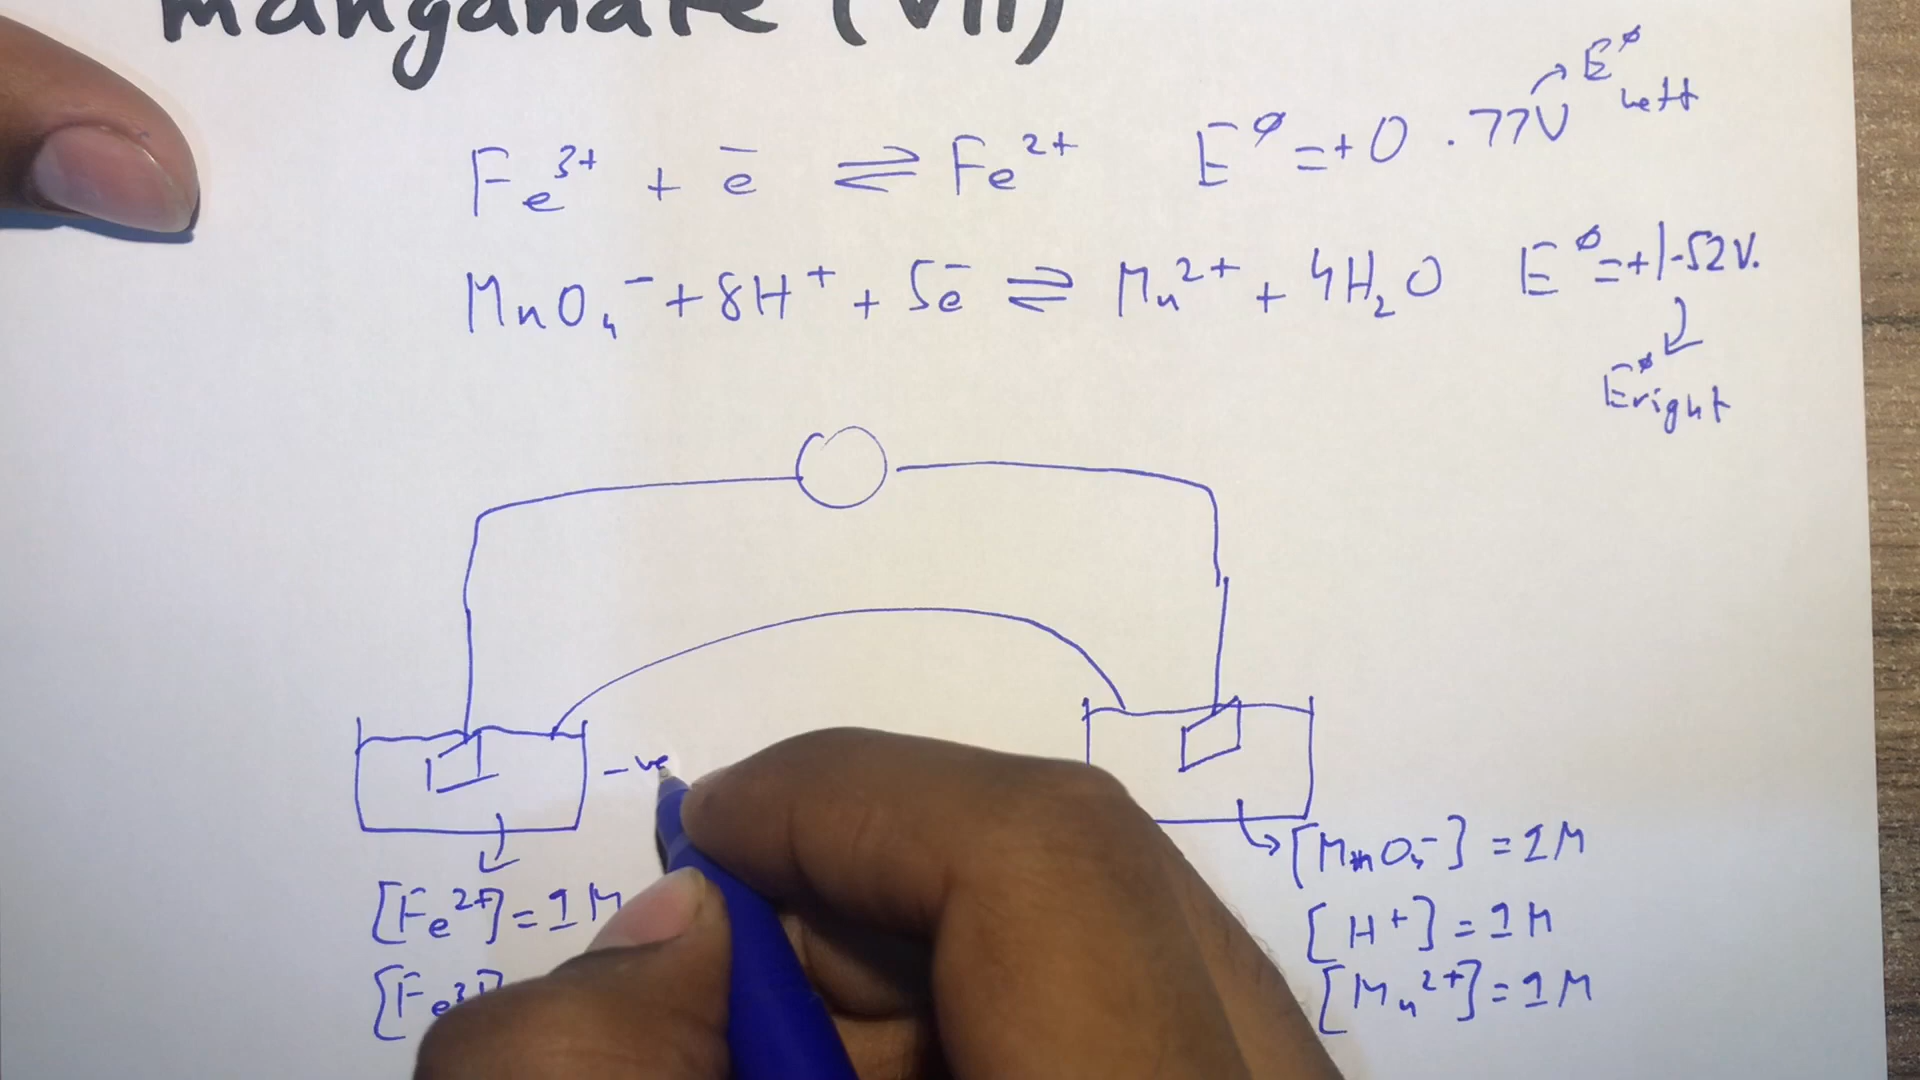 manganate (VII)
Fe³⁺ + e⁻ ⇌ Fe²⁺ E^ø = +0.77V → E^ø left
MnO₄⁻ + 8H⁺ + 5e⁻ ⇌ Mn²⁺ + 4H₂O E^ø = +1.52V.
E^ø right
-ve
[Fe²⁺] = 1M
[MnO₄⁻] = 1M
[H⁺] = 1M
[Fe³⁺]
[Mn²⁺] = 1M